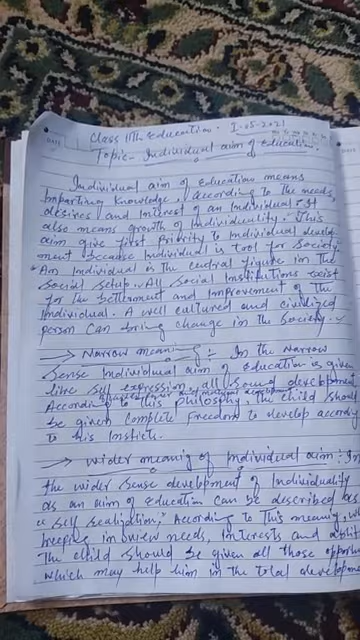 Class 11th Education. 1-05-2021
Topic- Individual aim of Education.
Individual aim of Education means
Imparting knowledge, according to the needs,
desires and interest of an Individual. It
also means growth of Individuality. This
aim give first priority to Individual develop-
ment because Individual is tool for Society.
An Individual is the central figure in the
Social Setup. All Social Institutions exist
for the betterment and Improvement of the
Individual. A well cultured and civilized
person can bring change in the Society.
→ Narrow meaning: In the narrow
Sense Individual aim of Education is given
like Self expression, all round development
According to this philosophy, the child should
be given complete freedom to develop accordi
to his Insticts.
→ wider meaning of Individual aim: In
the wider sense development of Individuality
as an aim of Education can be described as
Self Realization, According to this meaning,
keeping in view needs, Interests and abilit
The child should be given all those opportun
which may help him in the total developmen